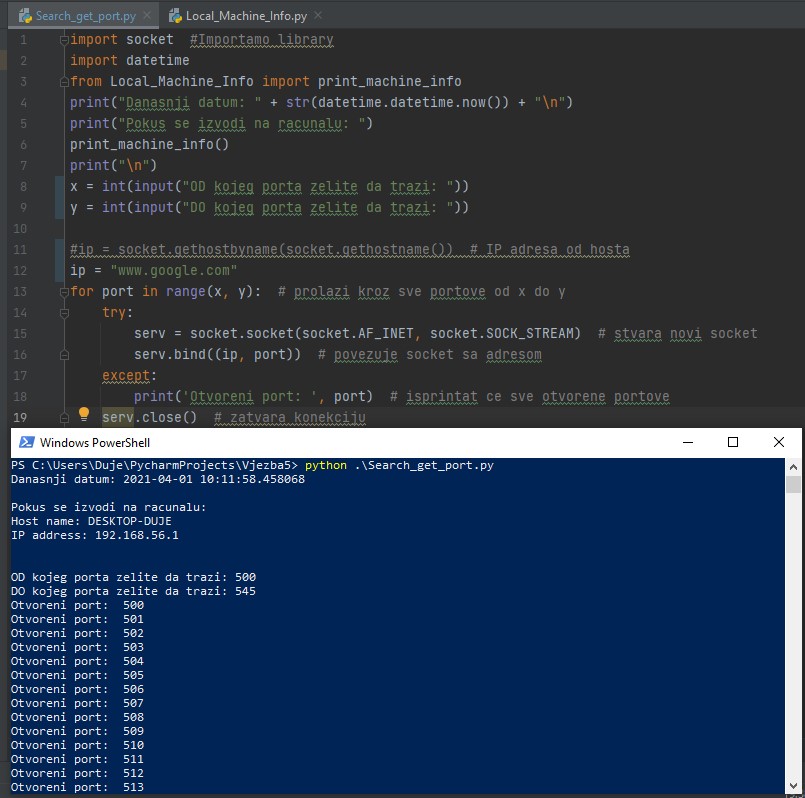 Search_get_port.py
Local_Machine_Info.py
1 import socket  #Importamo library
2 import datetime
3 from Local_Machine_Info import print_machine_info
4 print("Danasnji datum: " + str(datetime.datetime.now()) + "\n")
5 print("Pokus se izvodi na racunalu: ")
6 print_machine_info()
7 print("\n")
8 x = int(input("OD kojeg porta zelite da trazi: "))
9 y = int(input("DO kojeg porta zelite da trazi: "))
10
11 #ip = socket.gethostbyname(socket.gethostname())  # IP adresa od hosta
12 ip = "www.google.com"
13 for port in range(x, y):  # prolazi kroz sve portove od x do y
14     try:
15         serv = socket.socket(socket.AF_INET, socket.SOCK_STREAM)  # stvara novi socket
16         serv.bind((ip, port))  # povezuje socket sa adresom
17     except:
18         print('Otvoreni port: ', port)  # isprintat ce sve otvorene portove
19     serv.close()  # zatvara konekciju
Windows PowerShell
PS C:\Users\Duje\PycharmProjects\Vjezba5> python .\Search_get_port.py
Danasnji datum: 2021-04-01 10:11:58.458068
Pokus se izvodi na racunalu:
Host name: DESKTOP-DUJE
IP address: 192.168.56.1
OD kojeg porta zelite da trazi: 500
DO kojeg porta zelite da trazi: 545
Otvoreni port:  500
Otvoreni port:  501
Otvoreni port:  502
Otvoreni port:  503
Otvoreni port:  504
Otvoreni port:  505
Otvoreni port:  506
Otvoreni port:  507
Otvoreni port:  508
Otvoreni port:  509
Otvoreni port:  510
Otvoreni port:  511
Otvoreni port:  512
Otvoreni port:  513